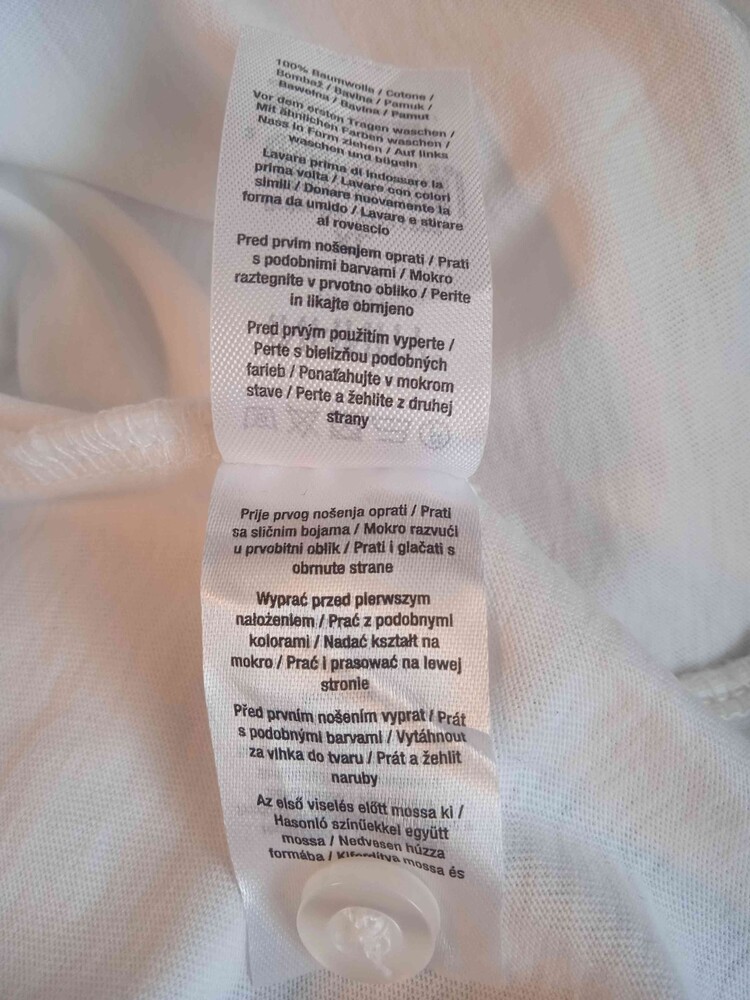 100% Baumwolle / Cotone /
Bombaž / Bavlna / Pamuk /
Bawełna / Bavlna / Pamut
Vor dem ersten Tragen waschen /
Mit ähnlichen Farben waschen /
Nass in Form ziehen / Auf links
waschen und bügeln
Lavare prima di indossare la
prima volta / Lavare con colori
simili / Donare nuovamente la
forma da umido / Lavare e stirare
al rovescio
Pred prvim nošenjem oprati / Prati
s podobnimi barvami / Mokro
raztegnite v prvotno obliko / Perite
in likajte obrnjeno
Pred prvým použitím vyperte /
Perte s bielizňou podobných
farieb / Ponaťahujte v mokrom
stave / Perte a žehlite z druhej
strany
Prije prvog nošenja oprati / Prati
sa sličnim bojama / Mokro razvući
u prvobitni oblik / Prati i glačati s
obrnute strane
Wyprać przed pierwszym
nałożeniem / Prać z podobnymi
kolorami / Nadać kształt na
mokro / Prać i prasować na lewej
stronie
Před prvním nošením vyprat / Prát
s podobnými barvami / Vytáhnout
za vlhka do tvaru / Prát a žehlit
naruby
Az első viselés előtt mossa ki /
Hasonló színűekkel együtt
mossa / Nedvesen húzza
formába / Kifordítva mossa és